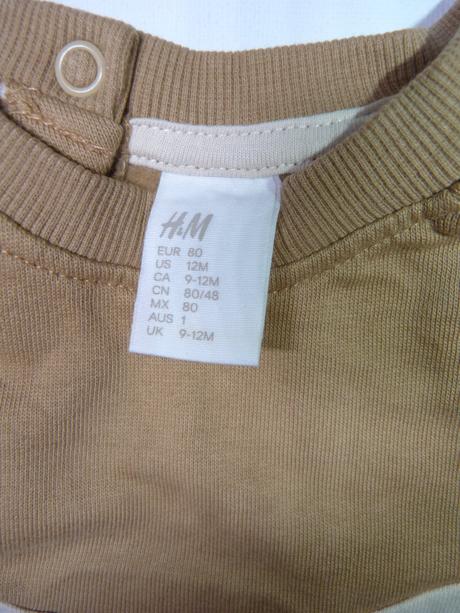 H&M
EUR 80
US 12M
CA 9-12M
CN 80/48
MX 80
AUS 1
UK 9-12M